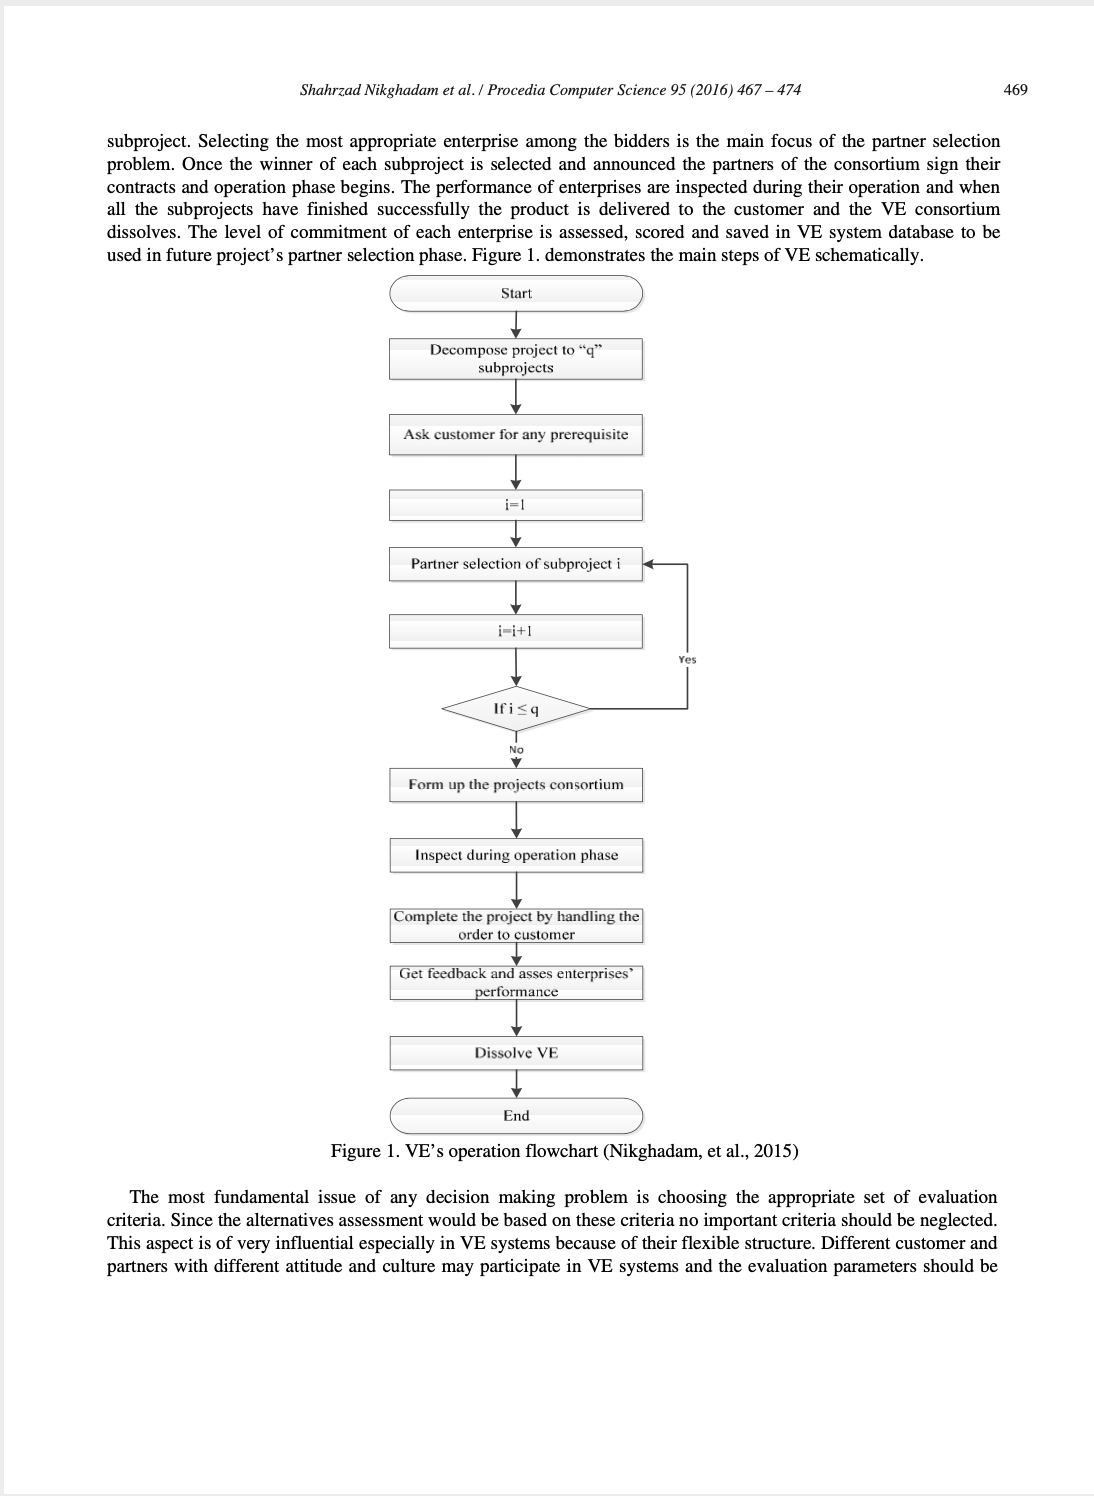 Shahrzad Nikghadam et al. / Procedia Computer Science 95 (2016) 467 – 474
469
subproject. Selecting the most appropriate enterprise among the bidders is the main focus of the partner selection
problem. Once the winner of each subproject is selected and announced the partners of the consortium sign their
contracts and operation phase begins. The performance of enterprises are inspected during their operation and when
all the subprojects have finished successfully the product is delivered to the customer and the VE consortium
dissolves. The level of commitment of each enterprise is assessed, scored and saved in VE system database to be
used in future project’s partner selection phase. Figure 1. demonstrates the main steps of VE schematically.
Start
Decompose project to “q”
subprojects
Ask customer for any prerequisite
i=1
Partner selection of subproject i
i=i+1
Yes
If i ≤ q
No
Form up the projects consortium
Inspect during operation phase
Complete the project by handling the
order to customer
Get feedback and asses enterprises’
performance
Dissolve VE
End
Figure 1. VE’s operation flowchart (Nikghadam, et al., 2015)
The most fundamental issue of any decision making problem is choosing the appropriate set of evaluation
criteria. Since the alternatives assessment would be based on these criteria no important criteria should be neglected.
This aspect is of very influential especially in VE systems because of their flexible structure. Different customer and
partners with different attitude and culture may participate in VE systems and the evaluation parameters should be